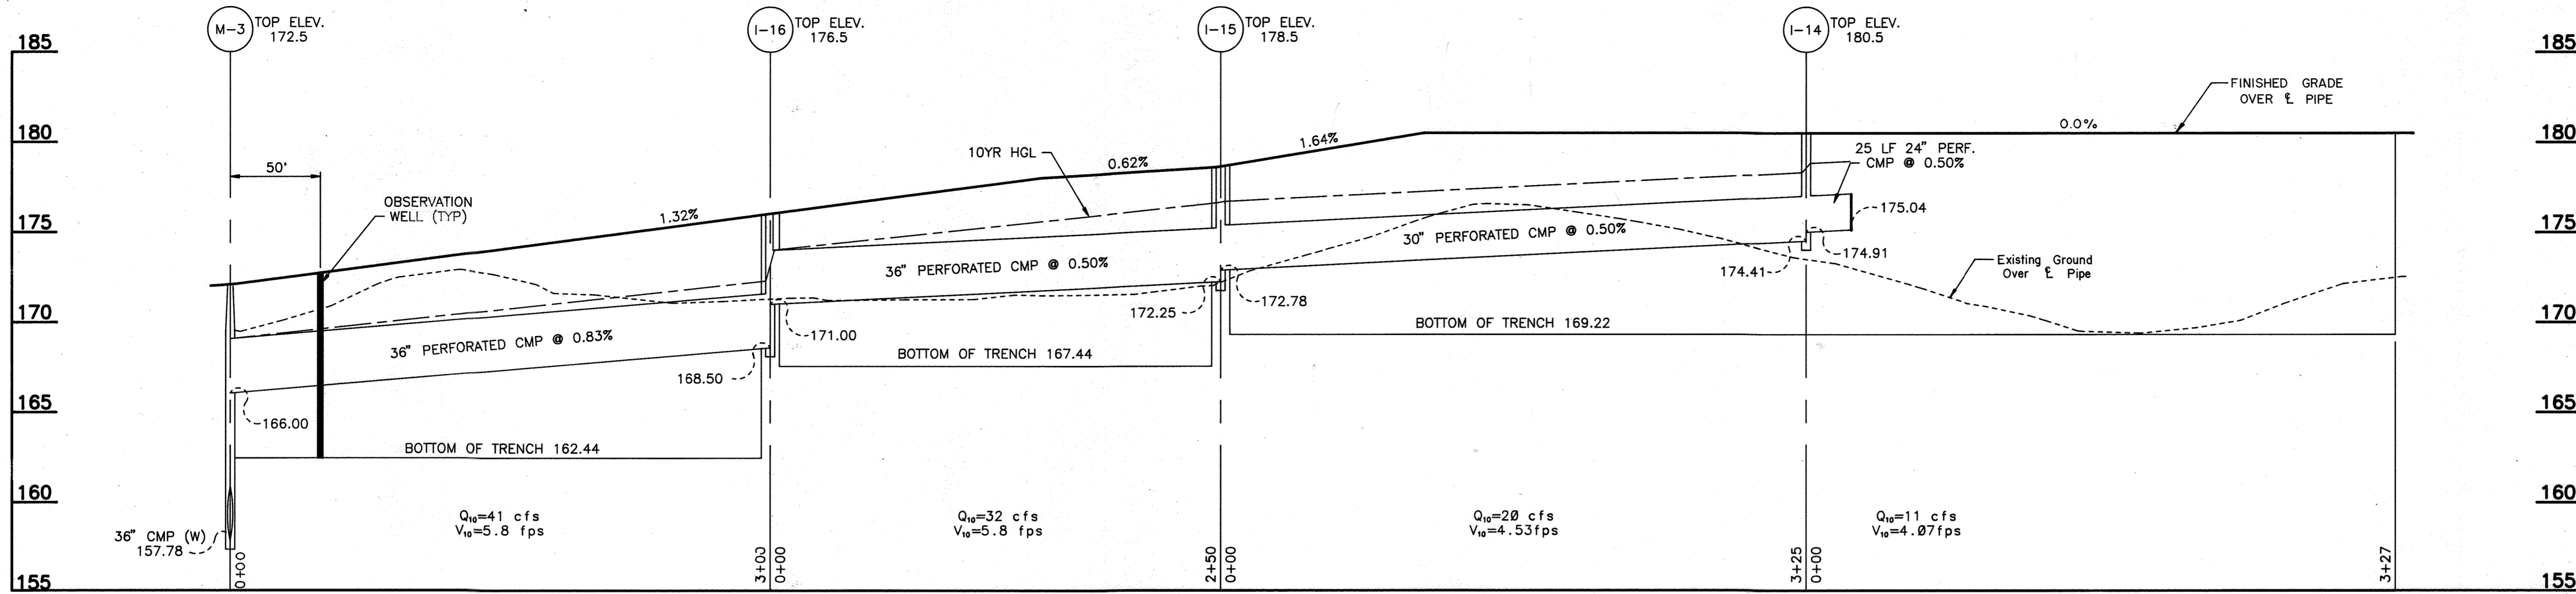 M-3
TOP ELEV.
172.5
I-16
TOP ELEV.
176.5
I-15
TOP ELEV.
178.5
I-14
TOP ELEV.
180.5
185
185
FINISHED GRADE
OVER ℄ PIPE
180
180
50'
10YR HGL
0.62%
1.64%
0.0%
25 LF 24" PERF.
CMP @ 0.50%
OBSERVATION
WELL (TYP)
1.32%
175
175
175.04
36" PERFORATED CMP @ 0.50%
30" PERFORATED CMP @ 0.50%
174.41
174.91
Existing Ground
Over ℄ Pipe
170
170
172.25
172.78
171.00
36" PERFORATED CMP @ 0.83%
168.50
BOTTOM OF TRENCH 167.44
BOTTOM OF TRENCH 169.22
165
165
166.00
BOTTOM OF TRENCH 162.44
160
160
36" CMP (W)
157.78
Q₁₀=41 cfs
V₁₀=5.8 fps
Q₁₀=32 cfs
V₁₀=5.8 fps
Q₁₀=20 cfs
V₁₀=4.53fps
Q₁₀=11 cfs
V₁₀=4.07fps
155
155
0+00
3+00
0+00
2+50
0+00
3+25
0+00
3+27